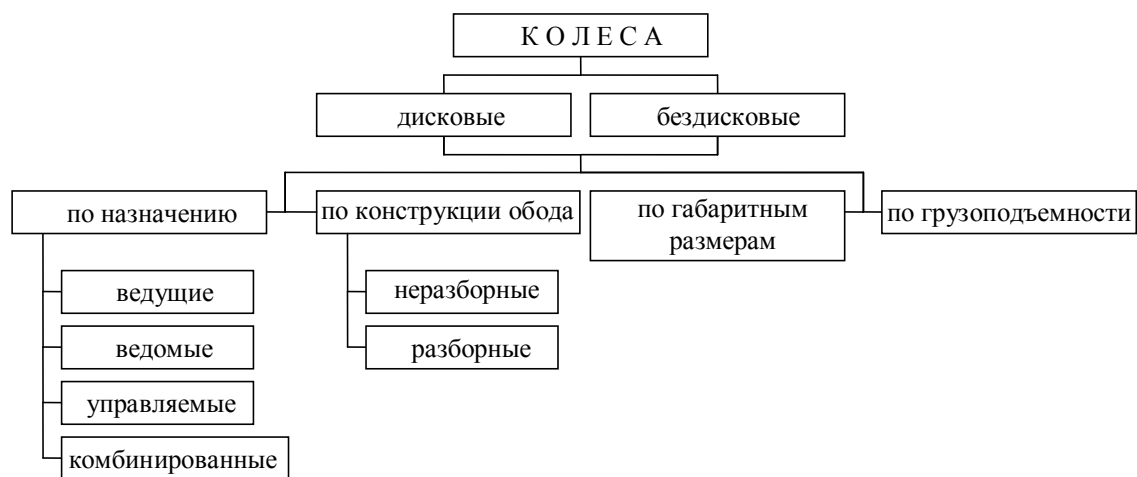 К О Л Е С А
дисковые
бездисковые
по назначению
по конструкции обода
по габаритным
размерам
по грузоподъемности
ведущие
ведомые
управляемые
комбинированные
неразборные
разборные